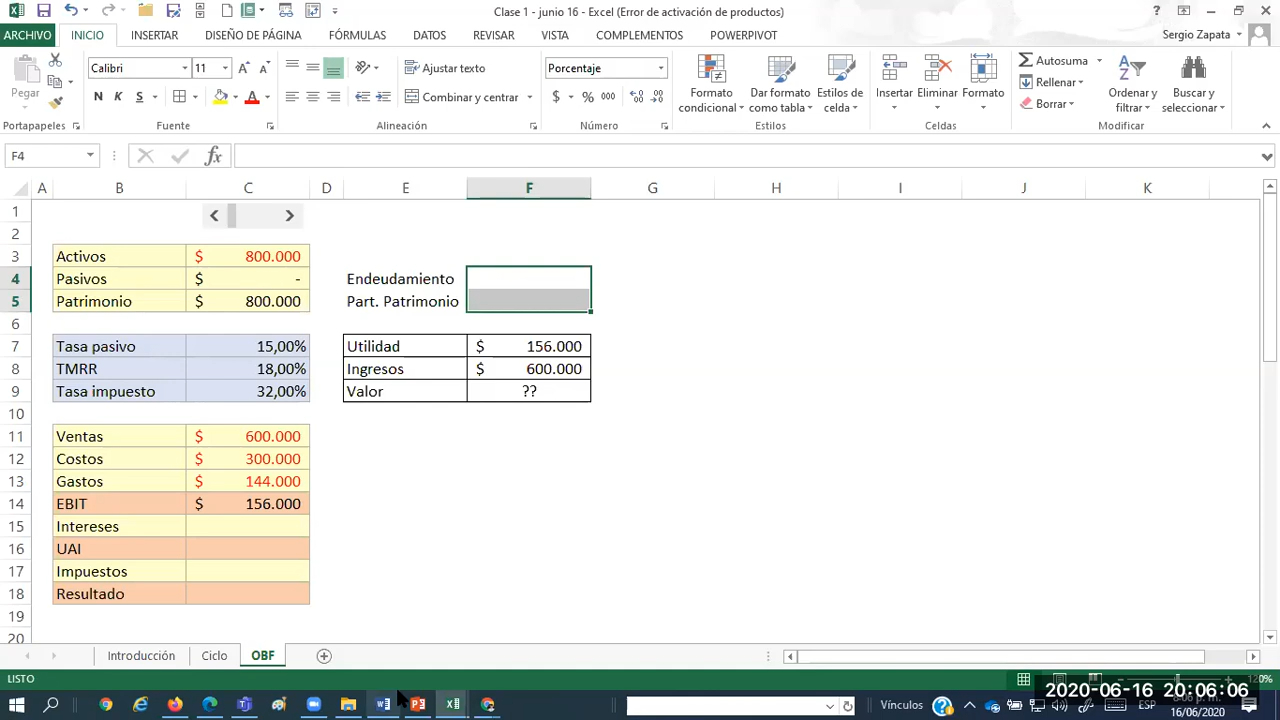 Clase 1 - junio 16 - Excel (Error de activación de productos)
ARCHIVO INICIO INSERTAR DISEÑO DE PÁGINA FÓRMULAS DATOS REVISAR VISTA COMPLEMENTOS POWERPIVOT Sergio Zapata
Calibri 11 Ajustar texto Porcentaje Autosuma
Rellenar
Pegar N K S Combinar y centrar $ % 000 Formato condicional Dar formato como tabla Estilos de celda Insertar Eliminar Formato Borrar Ordenar y filtrar Buscar y seleccionar
Portapapeles Fuente Alineación Número Estilos Celdas Modificar
F4 fx
A B C D E F G H I J K
1
2
3 Activos $ 800.000
4 Pasivos $ - Endeudamiento
5 Patrimonio $ 800.000 Part. Patrimonio
6
7 Tasa pasivo 15,00% Utilidad $ 156.000
8 TMRR 18,00% Ingresos $ 600.000
9 Tasa impuesto 32,00% Valor ??
10
11 Ventas $ 600.000
12 Costos $ 300.000
13 Gastos $ 144.000
14 EBIT $ 156.000
15 Intereses
16 UAI
17 Impuestos
18 Resultado
19
20
Introducción Ciclo OBF
LISTO
2020-06-16 20:06:06
Vínculos ESP
16/06/2020